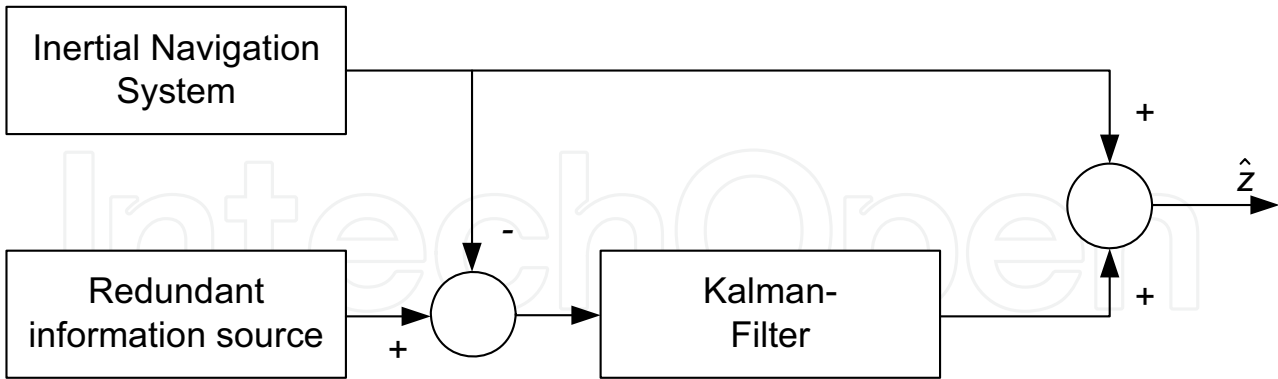 Inertial Navigation
System
+
ẑ
-
Redundant
information source
+
Kalman-
Filter
+
IntechOpen